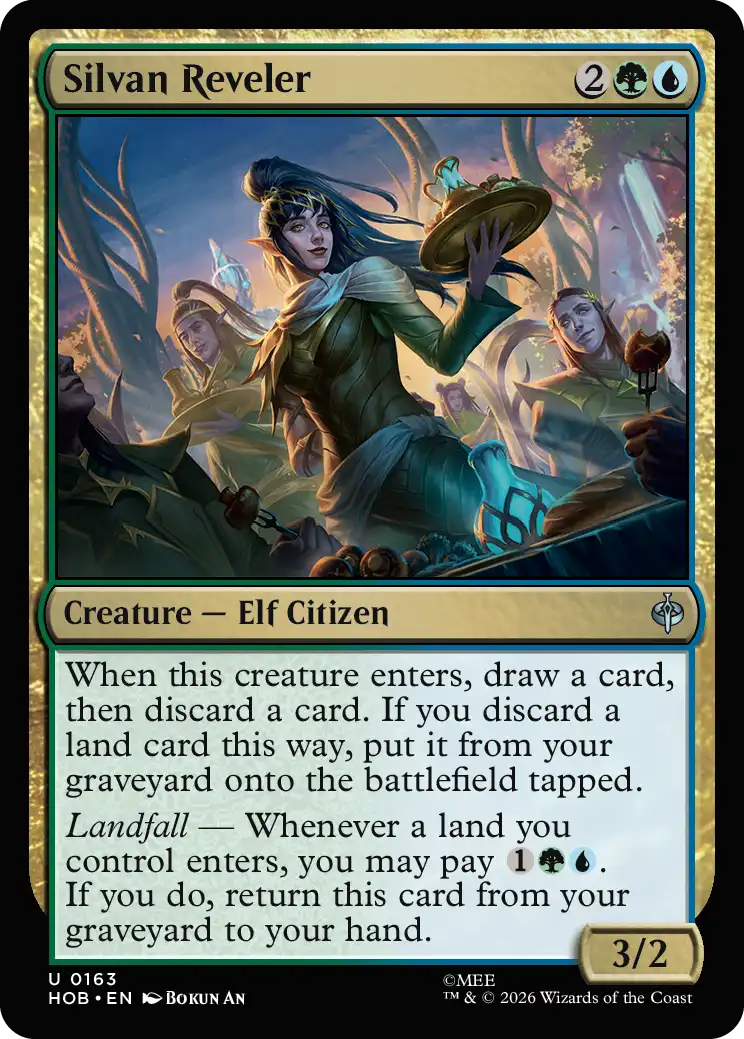 Silvan Reveler 2
Creature — Elf Citizen
When this creature enters, draw a card,
then discard a card. If you discard a
land card this way, put it from your
graveyard onto the battlefield tapped.
Landfall — Whenever a land you
control enters, you may pay 1.
If you do, return this card from your
graveyard to your hand.
3/2
U 0163
HOB • EN Bokun An
©MEE
™ & © 2026 Wizards of the Coast